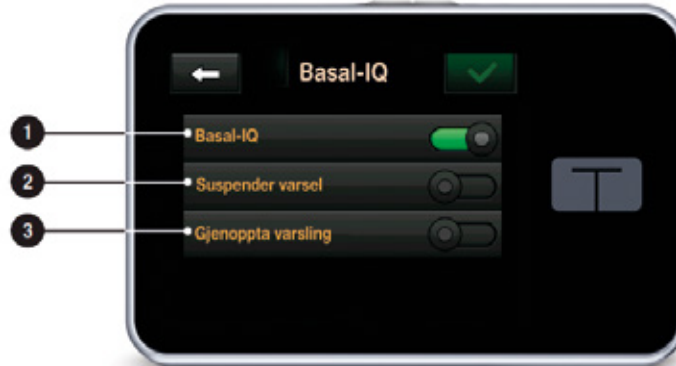 Basal-IQ
1 Basal-IQ
2 Suspender varsel
3 Gjenoppta varsling